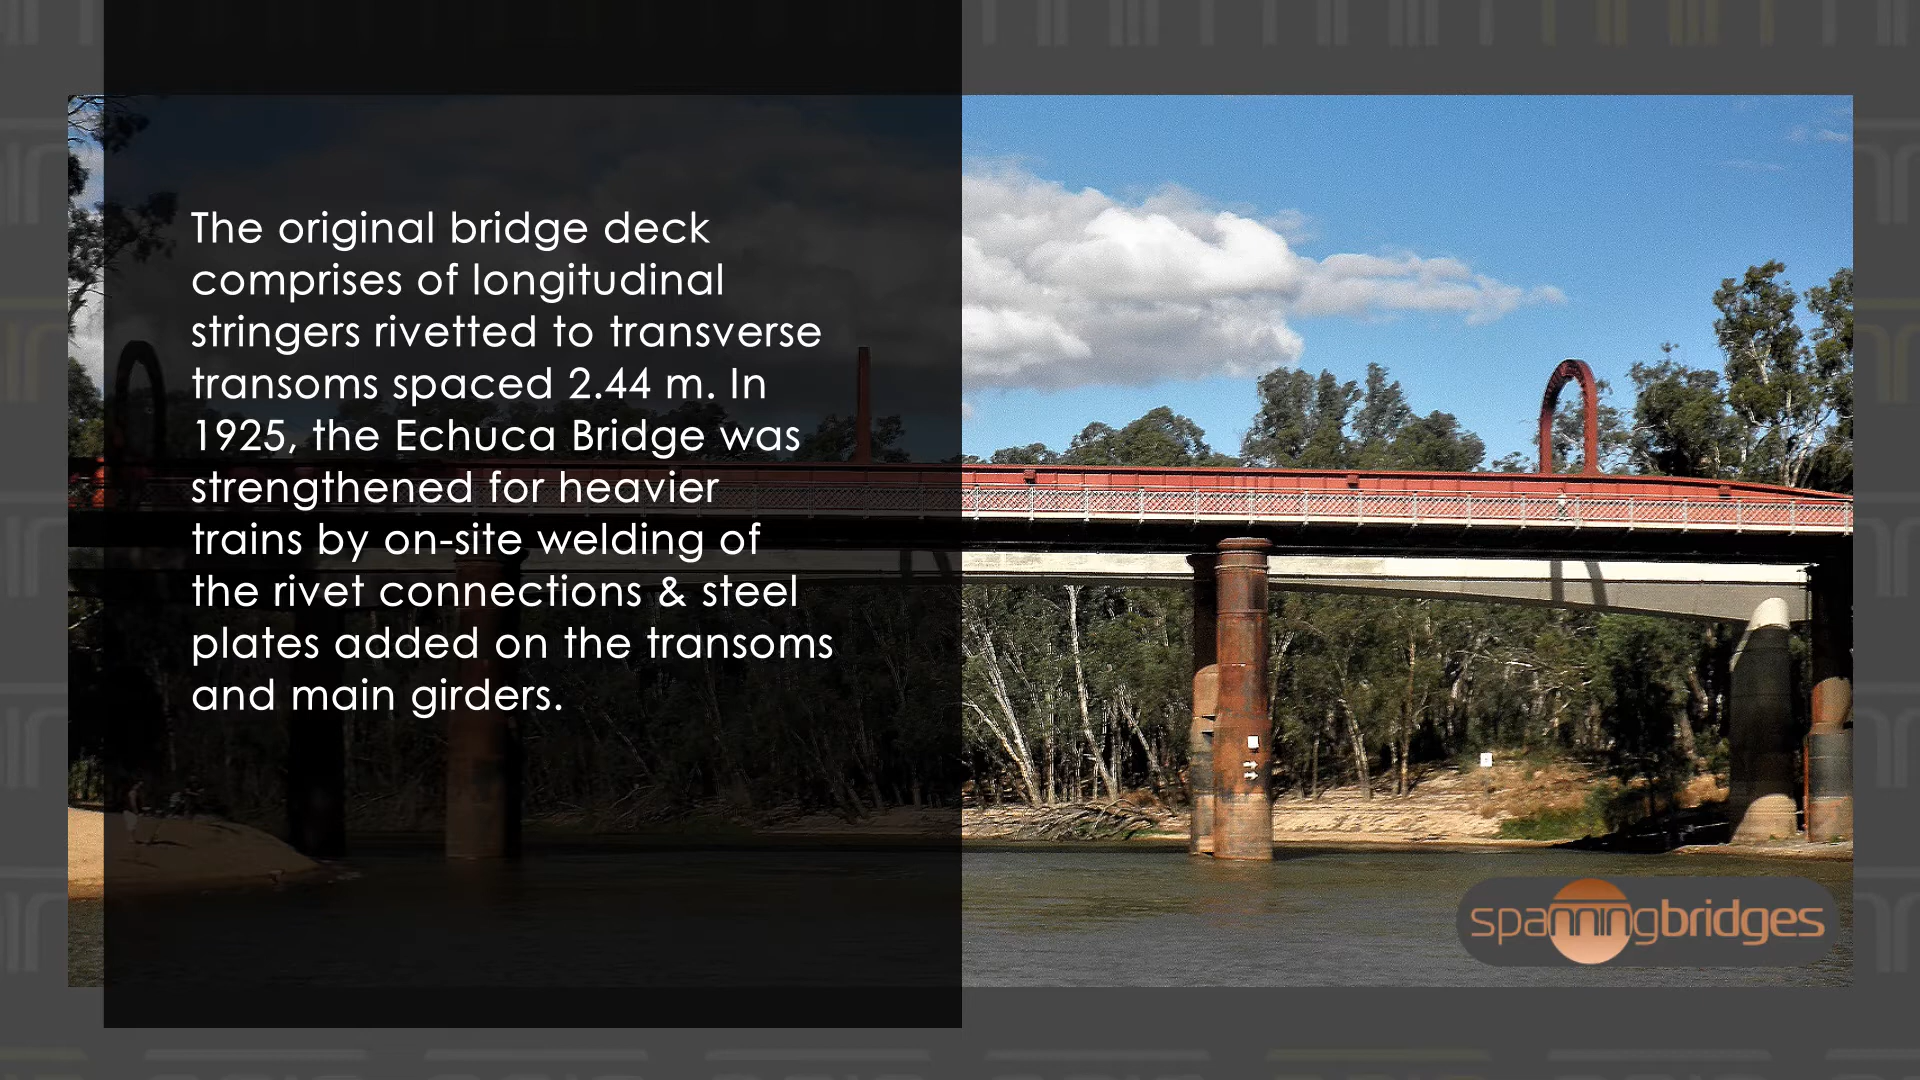 The original bridge deck
comprises of longitudinal
stringers rivetted to transverse
transoms spaced 2.44 m. In
1925, the Echuca Bridge was
strengthened for heavier
trains by on-site welding of
the rivet connections & steel
plates added on the transoms
and main girders.
spanningbridges